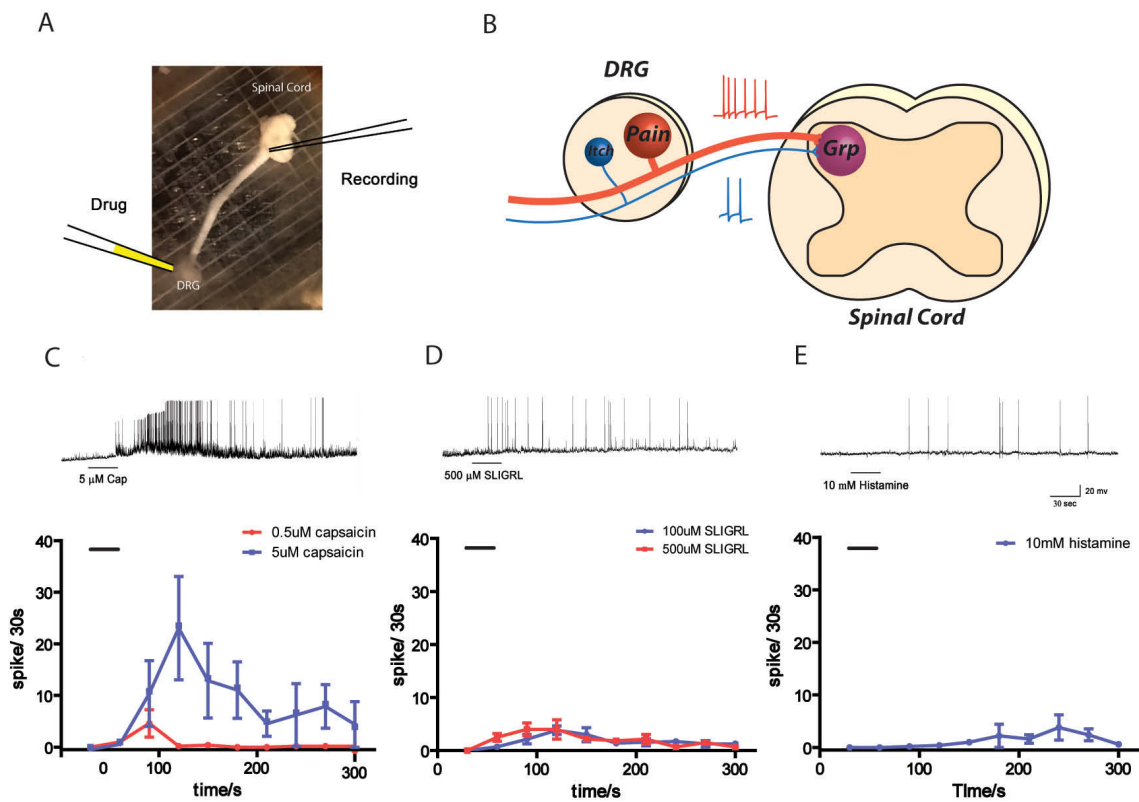 A
Spinal Cord
Recording
Drug
DRG
B
DRG
Itch
Pain
Grp
Spinal Cord
C
5 μM Cap
0.5uM capsaicin
5uM capsaicin
40
30
20
10
0
spike/ 30s
0
100
200
300
time/s
D
500 μM SLIGRL
100uM SLIGRL
500uM SLIGRL
40
30
20
10
0
spike/ 30s
0
100
200
300
time/s
E
10 mM Histamine
20 mv
30 sec
10mM histamine
40
30
20
10
0
spike/ 30s
0
100
200
300
TIme/s